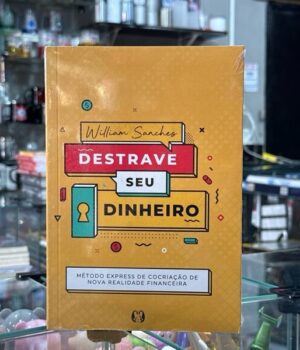 William Sanches
DESTRAVE
SEU
DINHEIRO
MÉTODO EXPRESS DE COCRIAÇÃO DE
NOVA REALIDADE FINANCEIRA